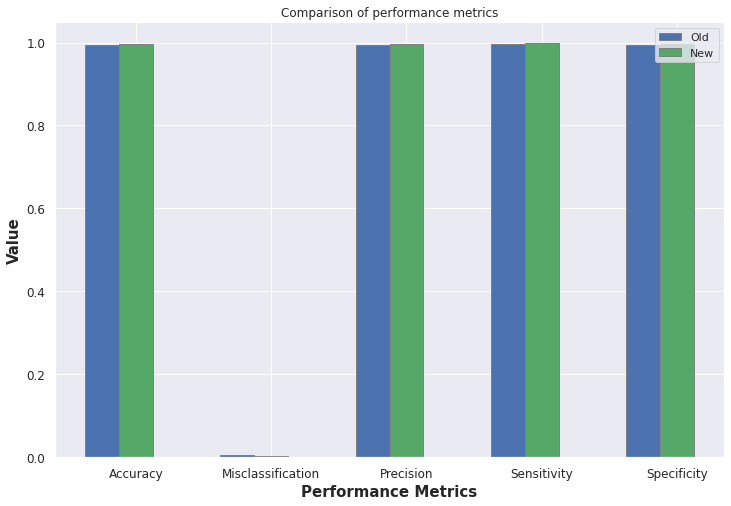 Comparison of performance metrics
Old
New
1.0
0.8
0.6
0.4
0.2
0.0
Value
Accuracy
Misclassification
Precision
Sensitivity
Specificity
Performance Metrics